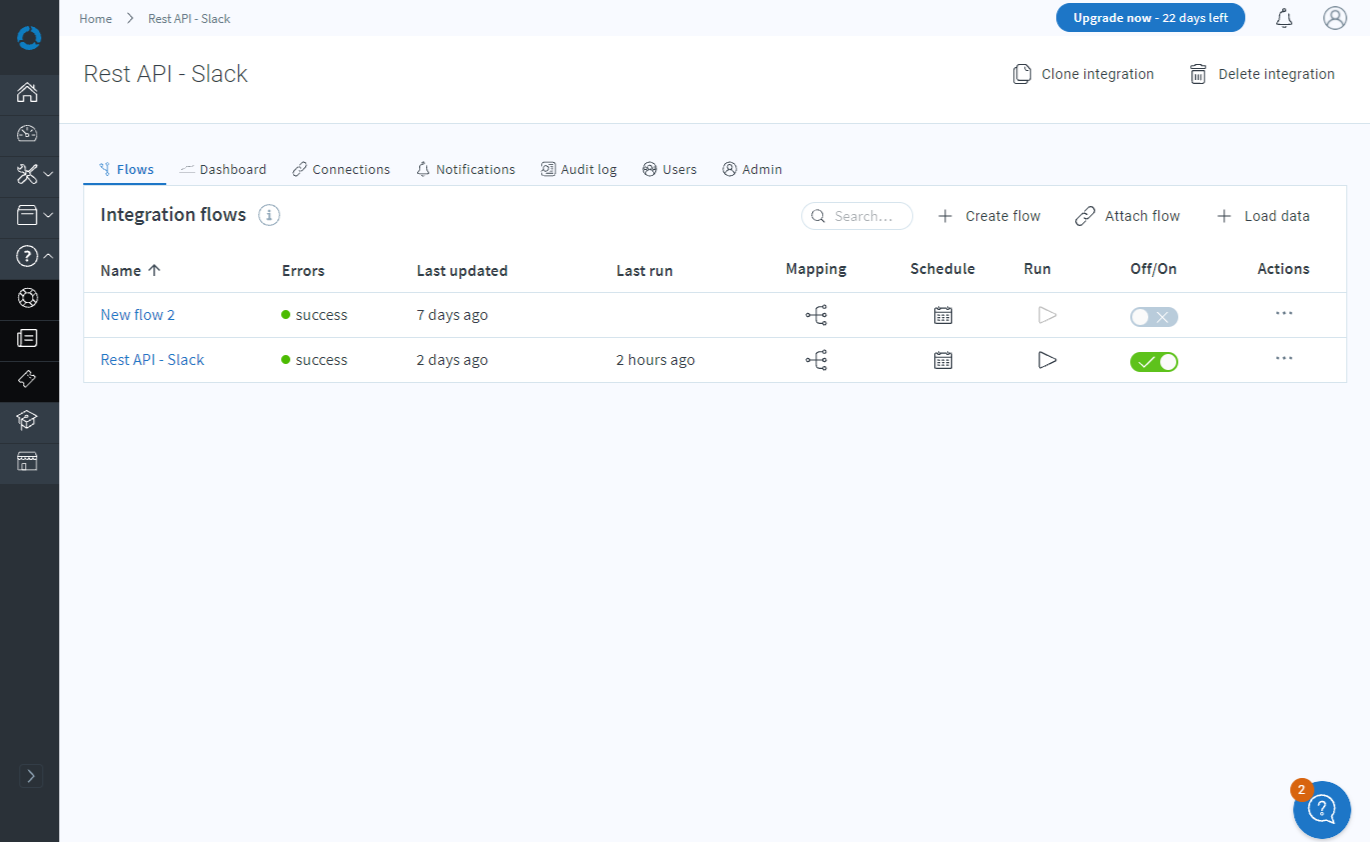 Home Rest API - Slack Upgrade now - 22 days left
Rest API - Slack Clone integration Delete integration
Flows Dashboard Connections Notifications Audit log Users Admin
Integration flows Search... Create flow Attach flow Load data
Name Errors Last updated Last run Mapping Schedule Run Off/On Actions
New flow 2 success 7 days ago
Rest API - Slack success 2 days ago 2 hours ago
2